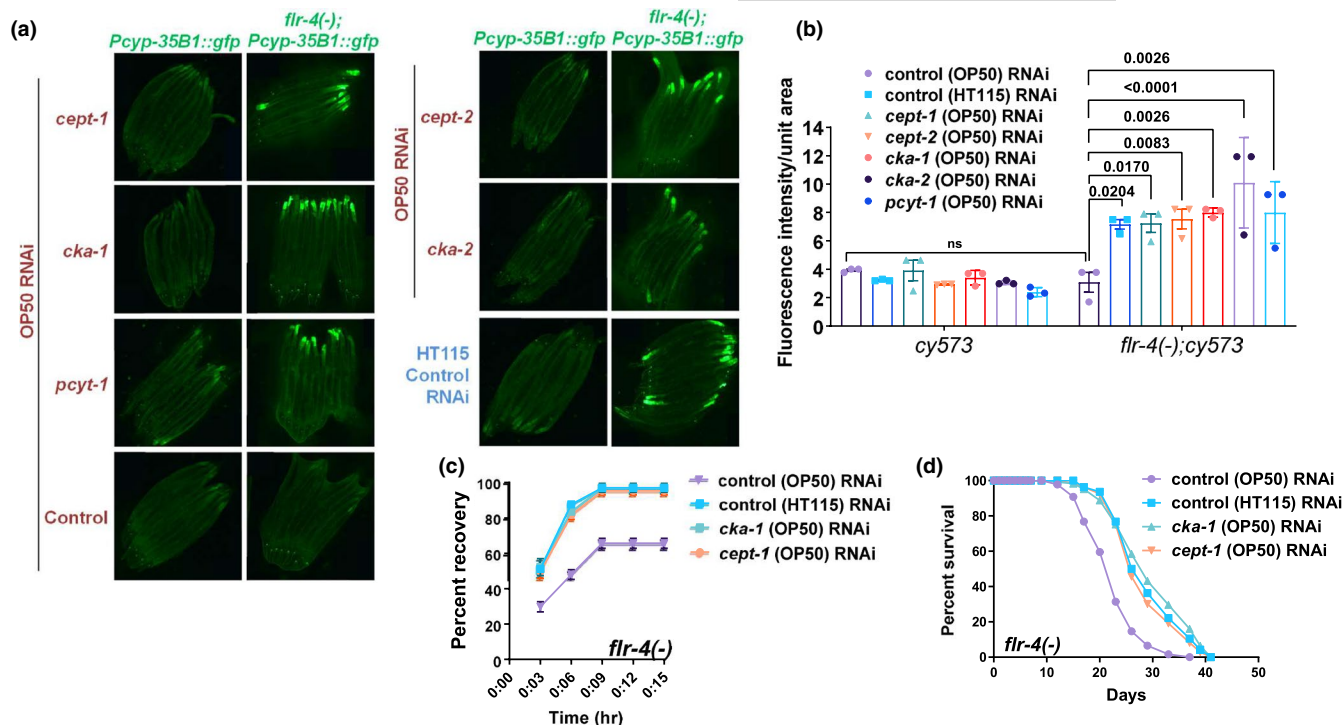 (a)
Pcyp-35B1::gfp
flr-4(-);
Pcyp-35B1::gfp
OP50 RNAi
cept-1
cka-1
pcyt-1
Control
Pcyp-35B1::gfp
flr-4(-);
Pcyp-35B1::gfp
OP50 RNAi
cept-2
cka-2
HT115
Control
RNAi
(b)
control (OP50) RNAi
control (HT115) RNAi
cept-1 (OP50) RNAi
cept-2 (OP50) RNAi
cka-1 (OP50) RNAi
cka-2 (OP50) RNAi
pcyt-1 (OP50) RNAi
0.0026
<0.0001
0.0026
0.0083
0.0170
0.0204
ns
Fluorescence intensity/unit area
14
12
10
8
6
4
2
0
cy573
flr-4(-);cy573
(c)
control (OP50) RNAi
control (HT115) RNAi
cka-1 (OP50) RNAi
cept-1 (OP50) RNAi
Percent recovery
100
80
60
40
20
0
flr-4(-)
0:00 0:03 0:06 0:09 0:12 0:15
Time (hr)
(d)
control (OP50) RNAi
control (HT115) RNAi
cka-1 (OP50) RNAi
cept-1 (OP50) RNAi
Percent survival
100
80
60
40
20
0
flr-4(-)
0 10 20 30 40 50
Days